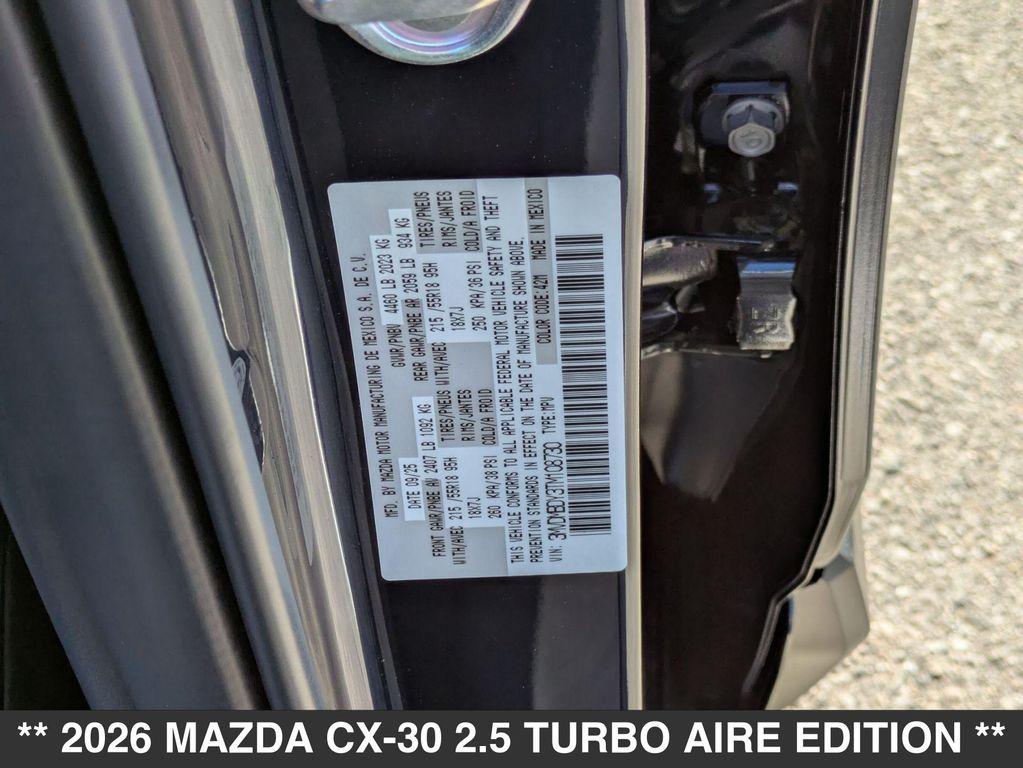 MFD. BY MAZDA MOTOR MANUFACTURING DE MEXICO S.A. DE C.V.
DATE 09/25 GVWR/PNBV 4460 LB 2023 KG
FRONT GAWR/PNBE AV 2407 LB 1092 KG REAR GAWR/PNBE AR 2059 LB 934 KG
WITH/AVEC 215 /55R18 95H TIRES/PNEUS WITH/AVEC 215 /55R18 95H TIRES/PNEUS
18X7J RIMS/JANTES 18X7J RIMS/JANTES
260 KPA/38 PSI COLD/A FROID 250 KPA/36 PSI COLD/A FROID
THIS VEHICLE CONFORMS TO ALL APPLICABLE FEDERAL MOTOR VEHICLE SAFETY AND THEFT
PREVENTION STANDARDS IN EFFECT ON THE DATE OF MANUFACTURE SHOWN ABOVE.
VIN: 3MVDMBDY3TM108730 TYPE:MPV COLOR CODE:42M MADE IN MEXICO
** 2026 MAZDA CX-30 2.5 TURBO AIRE EDITION **